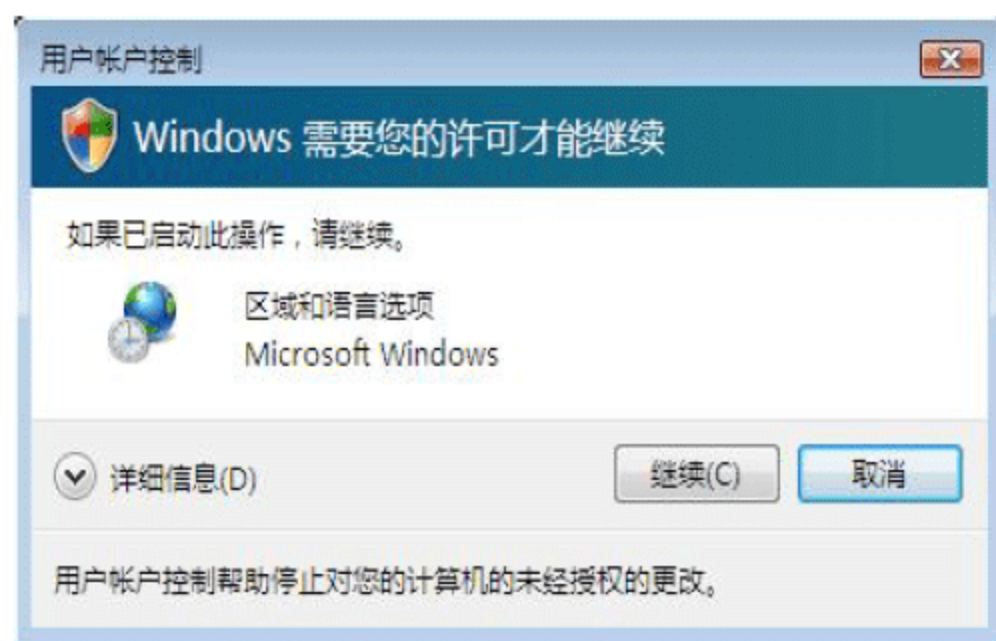 用户帐户控制
Windows 需要您的许可才能继续
如果已启动此操作，请继续。
区域和语言选项
Microsoft Windows
详细信息(D)
继续(C)
取消
用户帐户控制帮助停止对您的计算机的未经授权的更改。